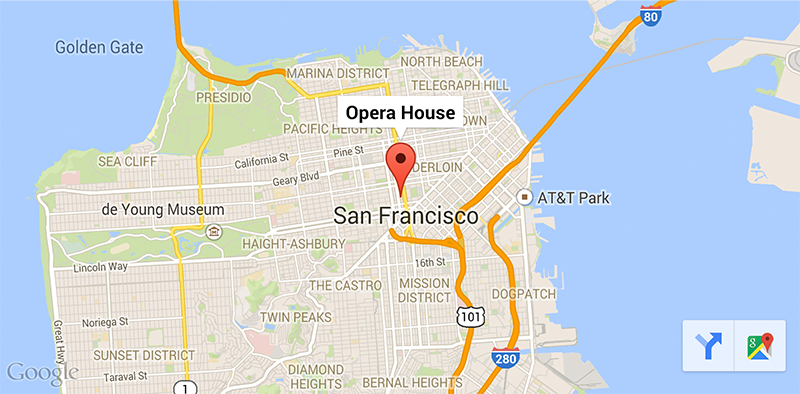 80
Golden Gate
NORTH BEACH
MARINA DISTRICT
TELEGRAPH HILL
PRESIDIO
Opera House
OWN
PACIFIC HEIGHTS
Pine St
California St
SEA CLIFF
DERLOIN
Geary Blvd
AT&T Park
de Young Museum
San Francisco
HAIGHT-ASHBURY
16th St
Lincoln Way
THE CASTRO
MISSION
DISTRICT
DOGPATCH
Great Hwy
Noriega St
TWIN PEAKS
101
SUNSET DISTRICT
280
g
Google
Taraval St
DIAMOND
HEIGHTS
BERNAL HEIGHTS
1